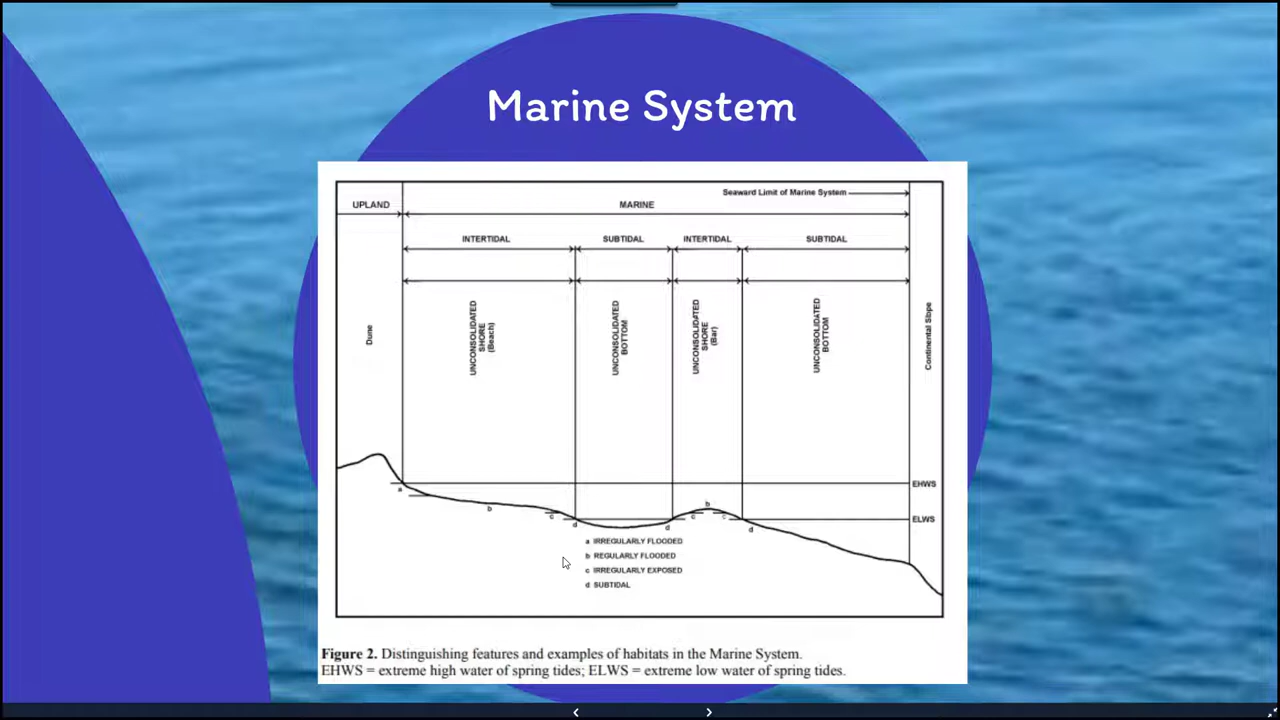 Marine System
Seaward Limit of Marine System
UPLAND
MARINE
INTERTIDAL
SUBTIDAL
INTERTIDAL
SUBTIDAL
Dune
UNCONSOLIDATED
SHORE
(Beach)
UNCONSOLIDATED
BOTTOM
UNCONSOLIDATED
SHORE
(Bar)
UNCONSOLIDATED
BOTTOM
Continental Slope
EHWS
a
b
c
d
d
c
b
c
d
ELWS
a IRREGULARLY FLOODED
b REGULARLY FLOODED
c IRREGULARLY EXPOSED
d SUBTIDAL
Figure 2. Distinguishing features and examples of habitats in the Marine System.
EHWS = extreme high water of spring tides; ELWS = extreme low water of spring tides.